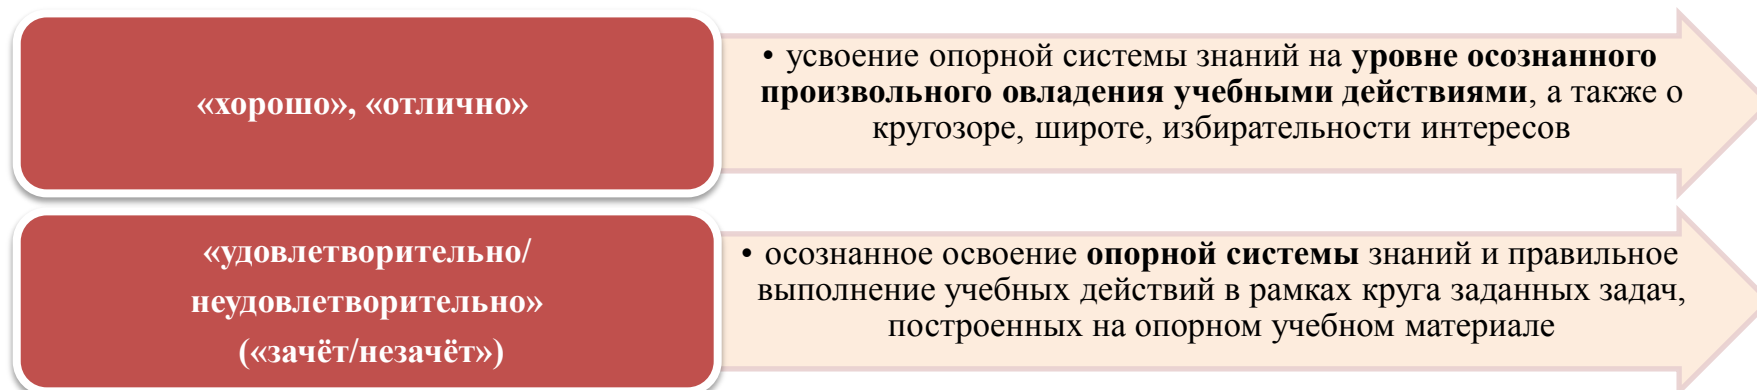 «хорошо», «отлично»
• усвоение опорной системы знаний на уровне осознанного
произвольного овладения учебными действиями, а также о
кругозоре, широте, избирательности интересов
«удовлетворительно/
неудовлетворительно»
(«зачёт/незачёт»)
• осознанное освоение опорной системы знаний и правильное
выполнение учебных действий в рамках круга заданных задач,
построенных на опорном учебном материале